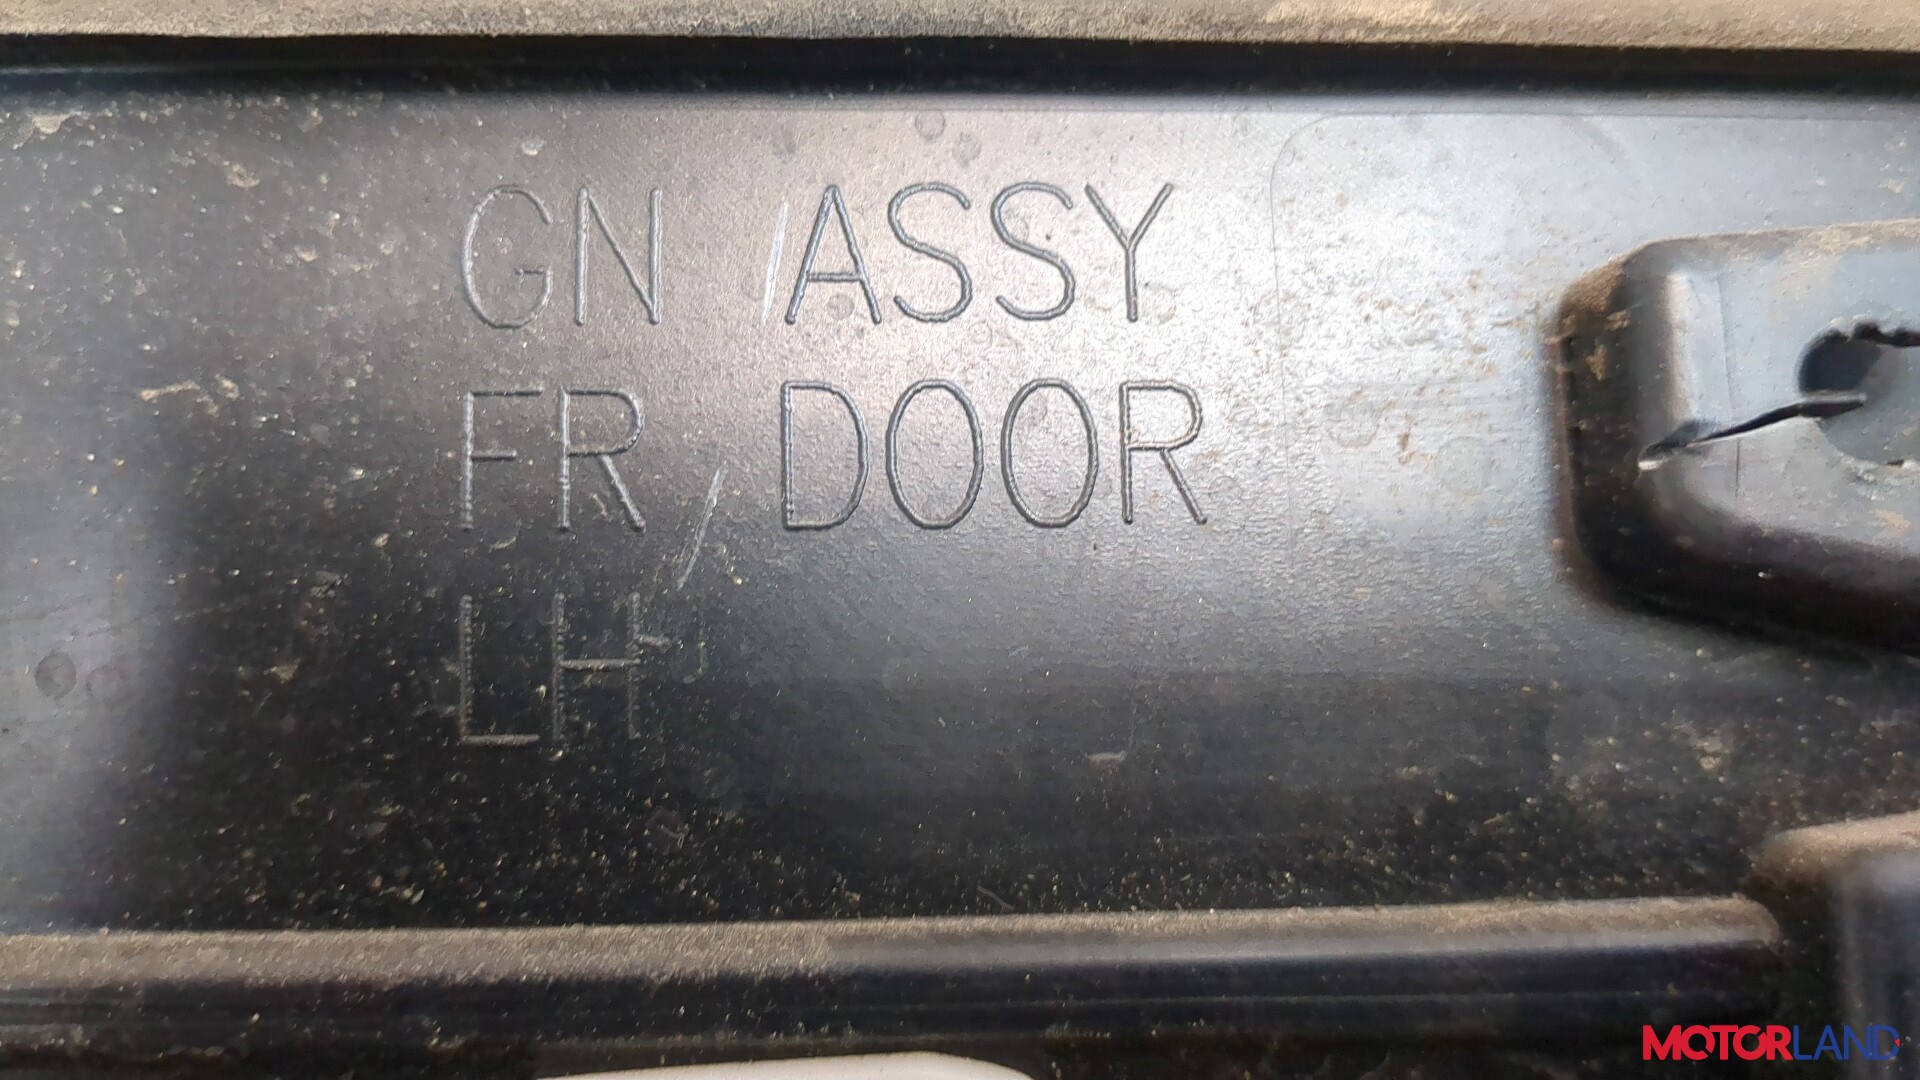 GN ASSY
FR DOOR
LH
MOTORLAND